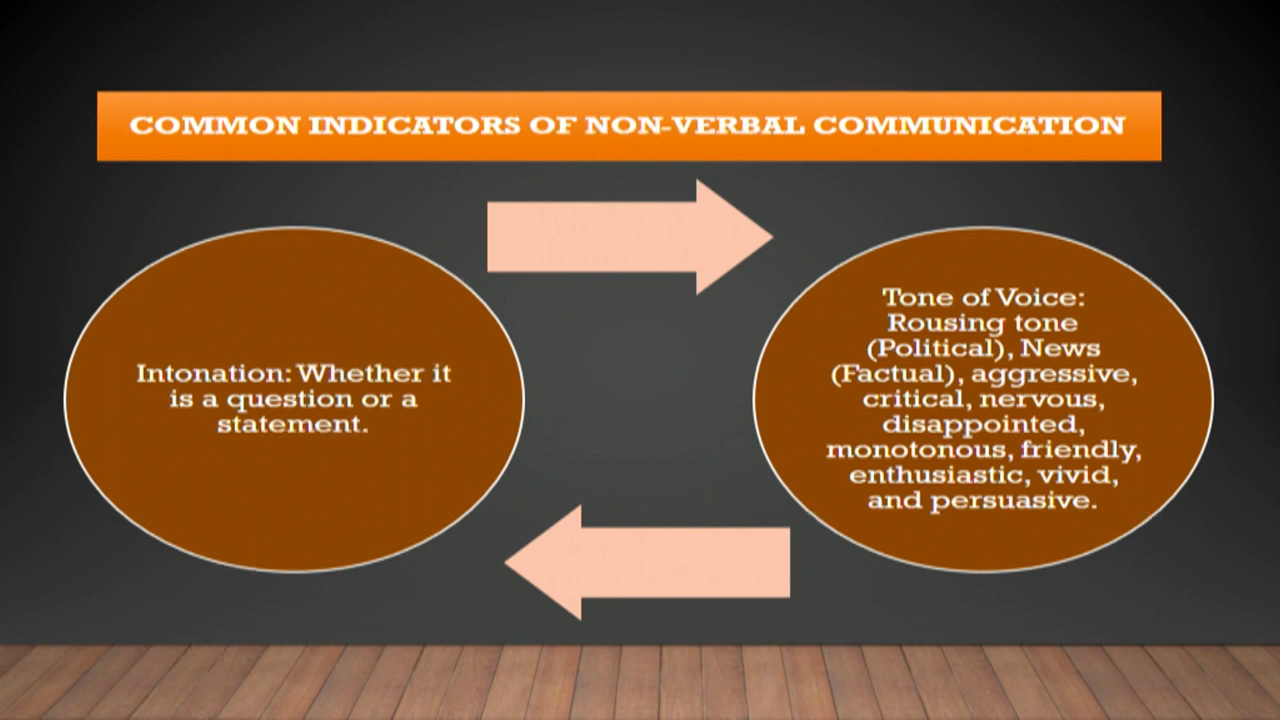 COMMON INDICATORS OF NON-VERBAL COMMUNICATION
Intonation: Whether it
is a question or a
statement.
Tone of Voice:
Rousing tone
(Political), News
(Factual), aggressive,
critical, nervous,
disappointed,
monotonous, friendly,
enthusiastic, vivid,
and persuasive.